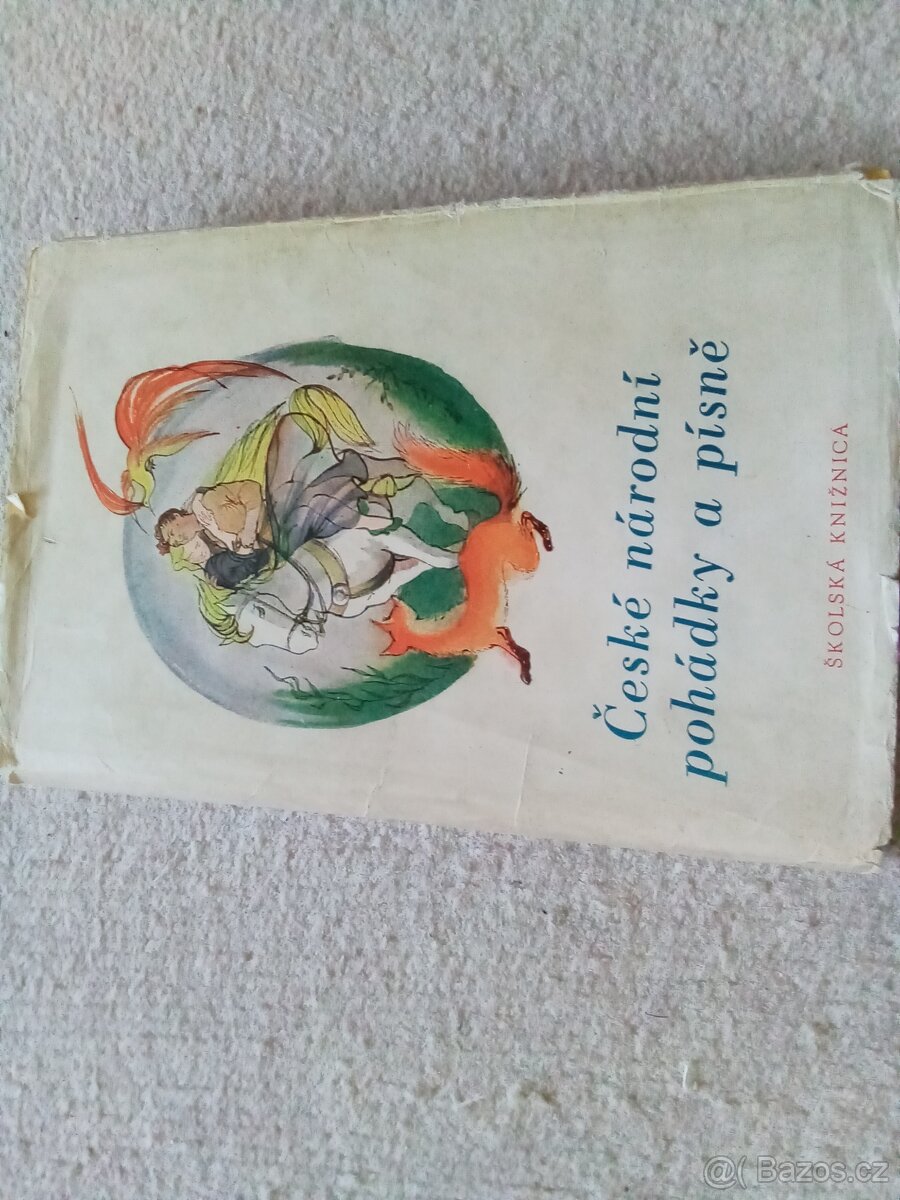 České národní
pohádky a písně
ŠKOLSKÁ KNIŽNICA
@( Bazos.cz